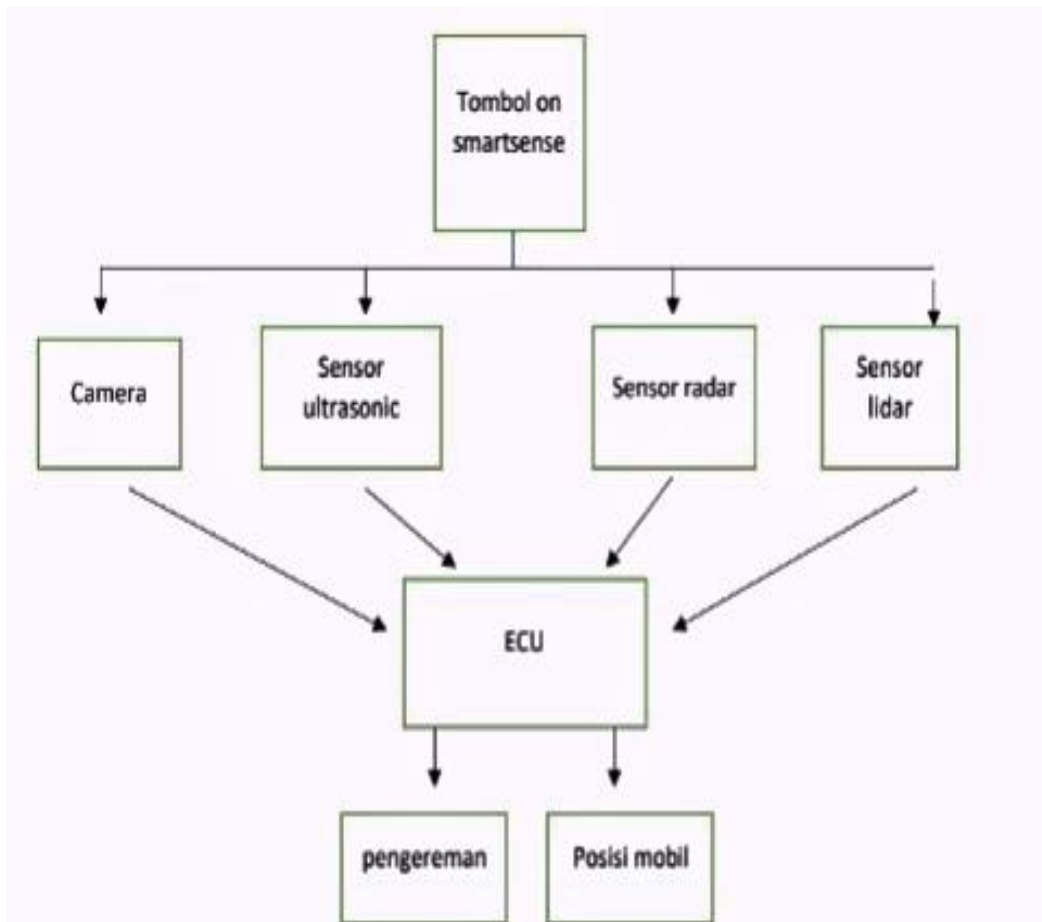 Tombol on
smartsense
Camera
Sensor
ultrasonic
Sensor radar
Sensor
lidar
ECU
pengereman
Posisi mobil